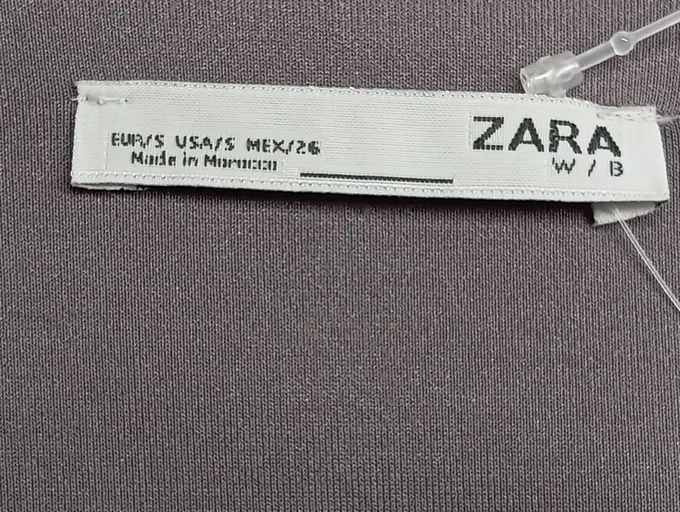 EUR/S USA/S MEX/26
Made in Morocco
ZARA
W / B